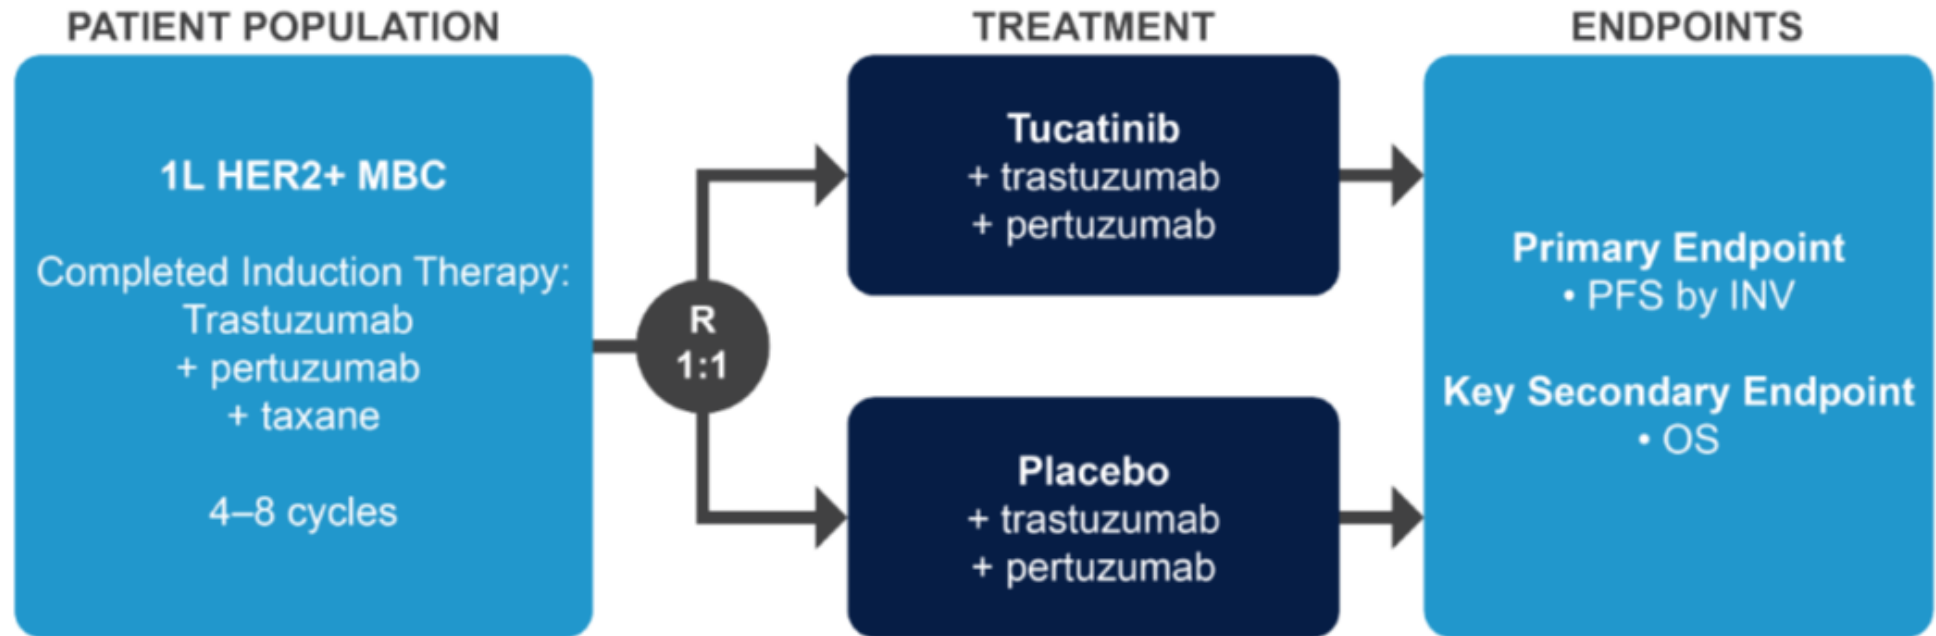 PATIENT POPULATION
1L HER2+ MBC
Completed Induction Therapy:
Trastuzumab
+ pertuzumab
+ taxane
4–8 cycles
R
1:1
TREATMENT
Tucatinib
+ trastuzumab
+ pertuzumab
Placebo
+ trastuzumab
+ pertuzumab
ENDPOINTS
Primary Endpoint
• PFS by INV
Key Secondary Endpoint
• OS